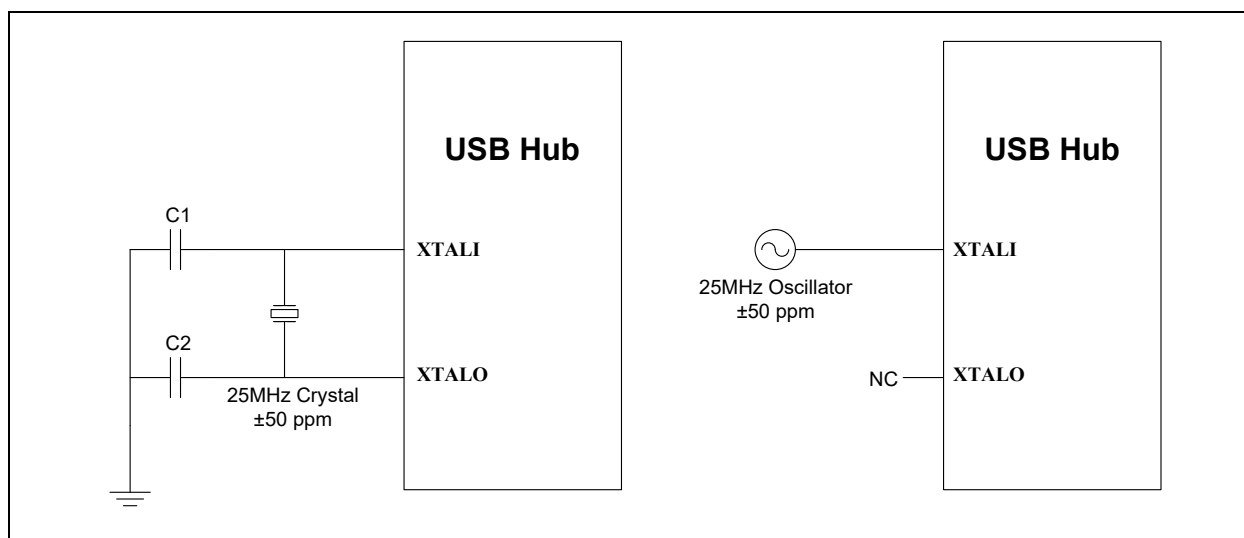 USB Hub
C1
XTALI
C2
XTALO
25MHz Crystal
±50 ppm
USB Hub
XTALI
25MHz Oscillator
±50 ppm
NC
XTALO